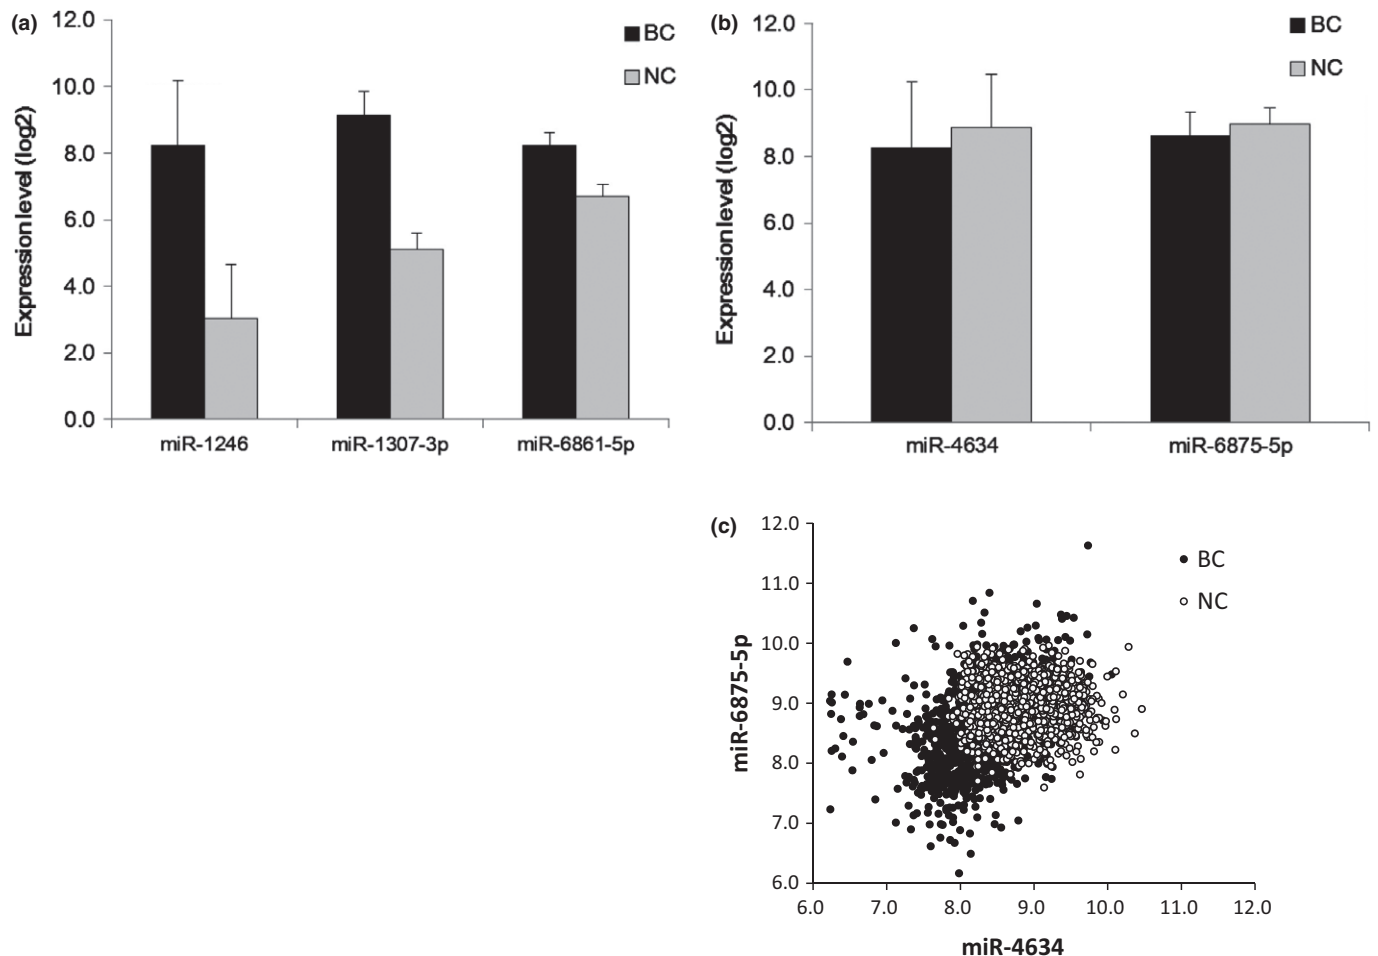 (a)
12.0
10.0
8.0
6.0
4.0
2.0
0.0
Expression level (log2)
BC
NC
miR-1246
miR-1307-3p
miR-6861-5p
(b)
12.0
10.0
8.0
6.0
4.0
2.0
0.0
Expression level (log2)
BC
NC
miR-4634
miR-6875-5p
(c)
12.0
11.0
10.0
9.0
8.0
7.0
6.0
miR-6875-5p
BC
NC
6.0 7.0 8.0 9.0 10.0 11.0 12.0
miR-4634